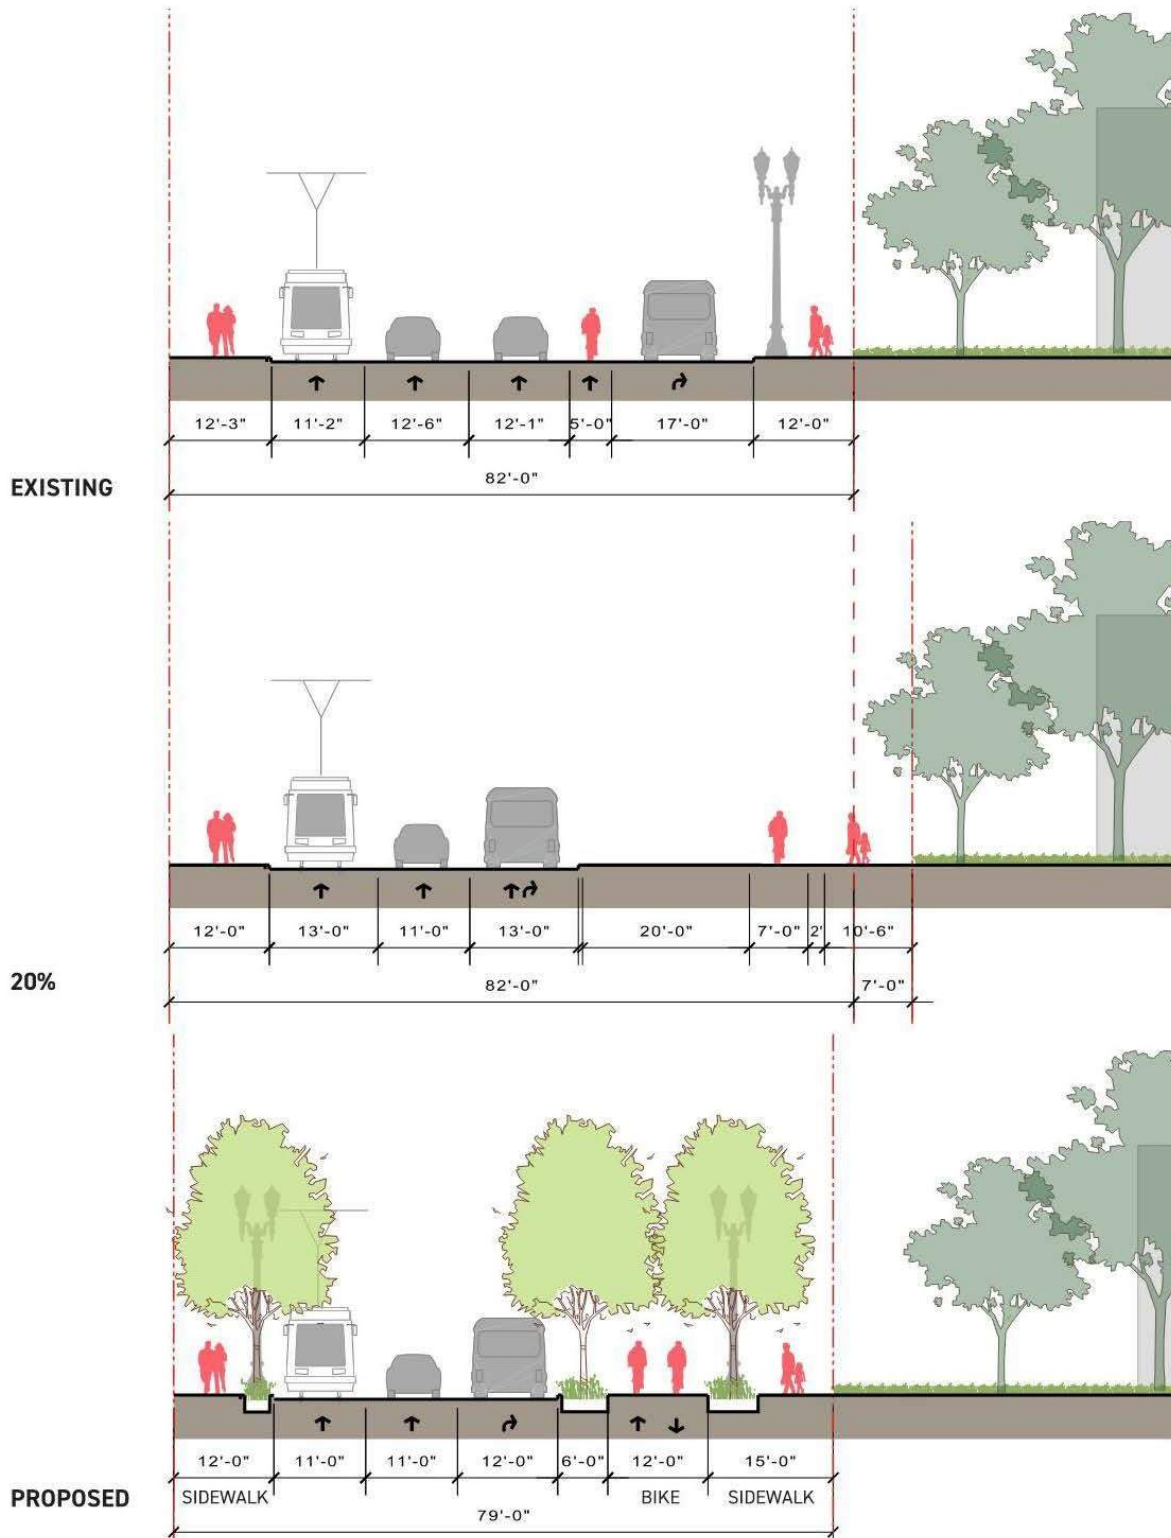 12'-3" 11'-2" 12'-6" 12'-1" 5'-0" 17'-0" 12'-0"
82'-0"
EXISTING
12'-0" 13'-0" 11'-0" 13'-0" 20'-0" 7'-0" 2' 10'-6"
20% 82'-0" 7'-0"
12'-0" 11'-0" 11'-0" 12'-0" 6'-0" 12'-0" 15'-0"
PROPOSED SIDEWALK BIKE SIDEWALK
79'-0"